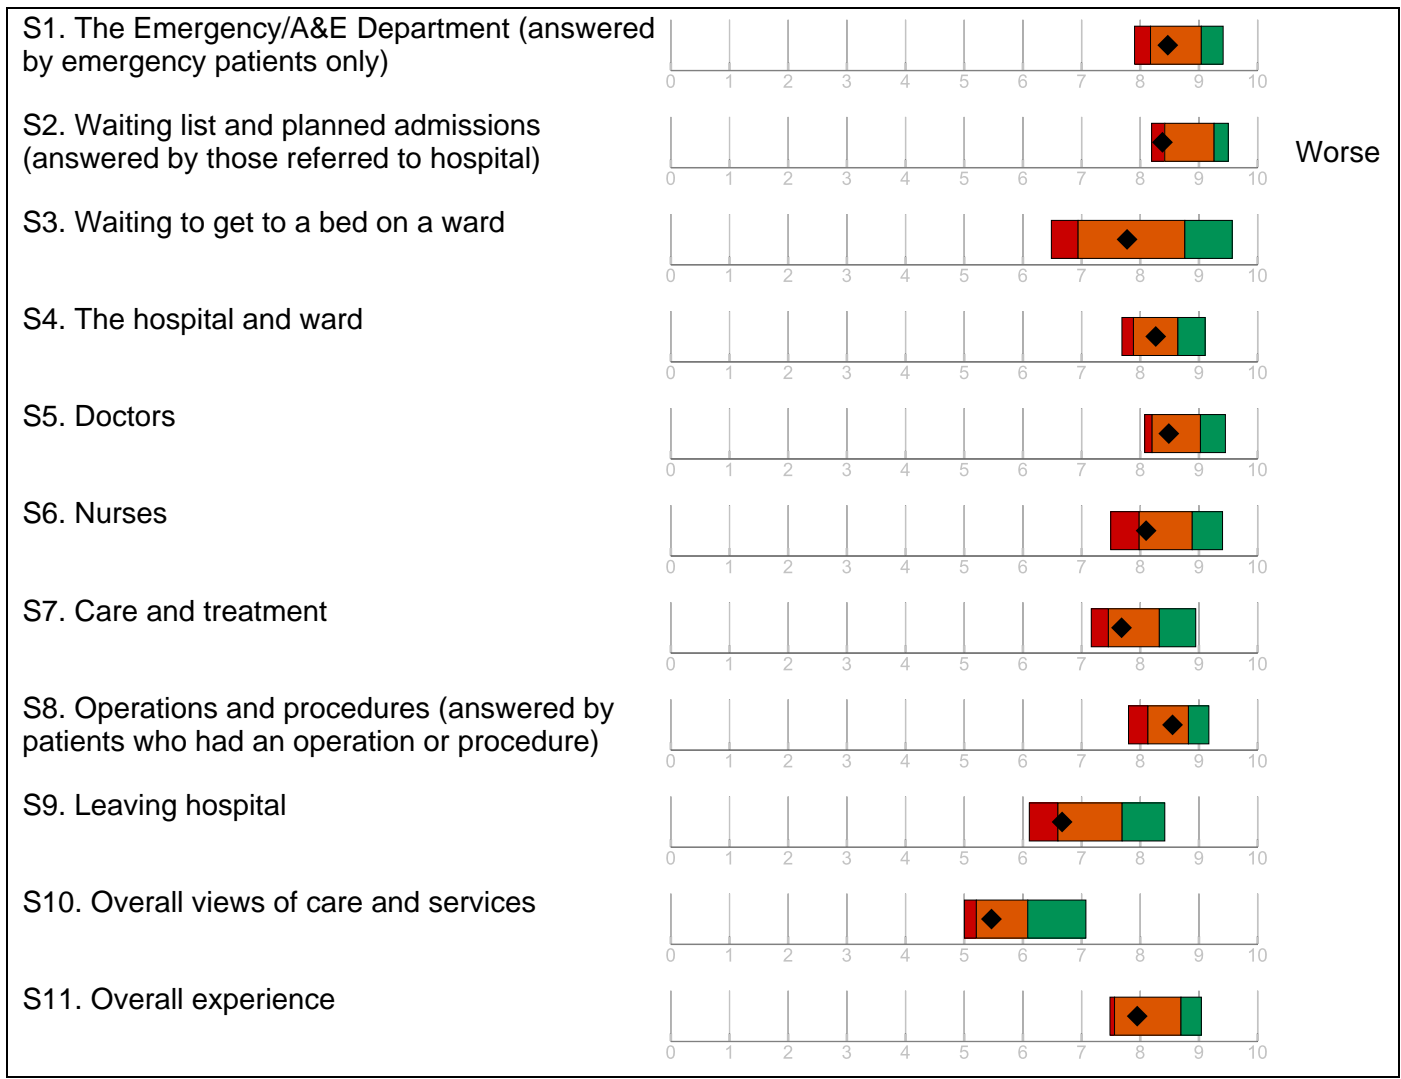 S1. The Emergency/A&E Department (answered
by emergency patients only)
0 1 2 3 4 5 6 7 8 9 10
S2. Waiting list and planned admissions
(answered by those referred to hospital)
Worse
0 1 2 3 4 5 6 7 8 9 10
S3. Waiting to get to a bed on a ward
0 1 2 3 4 5 6 7 8 9 10
S4. The hospital and ward
0 1 2 3 4 5 6 7 8 9 10
S5. Doctors
0 1 2 3 4 5 6 7 8 9 10
S6. Nurses
0 1 2 3 4 5 6 7 8 9 10
S7. Care and treatment
0 1 2 3 4 5 6 7 8 9 10
S8. Operations and procedures (answered by
patients who had an operation or procedure)
0 1 2 3 4 5 6 7 8 9 10
S9. Leaving hospital
0 1 2 3 4 5 6 7 8 9 10
S10. Overall views of care and services
0 1 2 3 4 5 6 7 8 9 10
S11. Overall experience
0 1 2 3 4 5 6 7 8 9 10